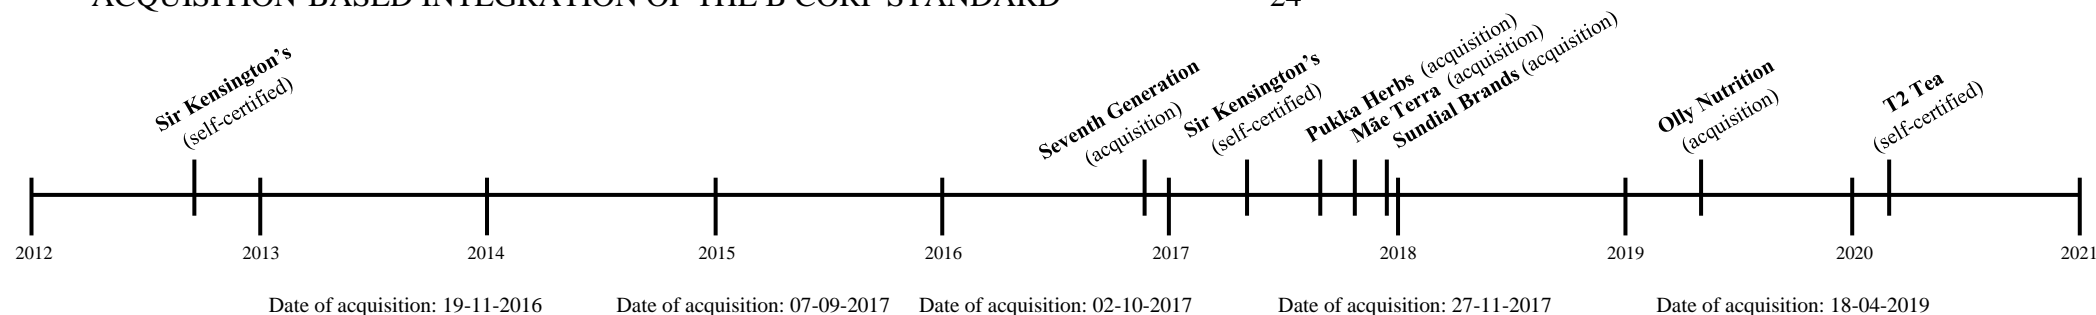 ACQUISITION-BASED INTEGRATION OF THE B CORP STANDARD 24
Sir Kensington’s
(self-certified)
Seventh Generation
(acquisition)
Sir Kensington’s
(self-certified)
Pukka Herbs (acquisition)
Mãe Terra (acquisition)
Sundial Brands (acquisition)
Olly Nutrition
(acquisition)
T2 Tea
(self-certified)
2012 2013 2014 2015 2016 2017 2018 2019 2020 2021
Date of acquisition: 19-11-2016 Date of acquisition: 07-09-2017 Date of acquisition: 02-10-2017 Date of acquisition: 27-11-2017 Date of acquisition: 18-04-2019